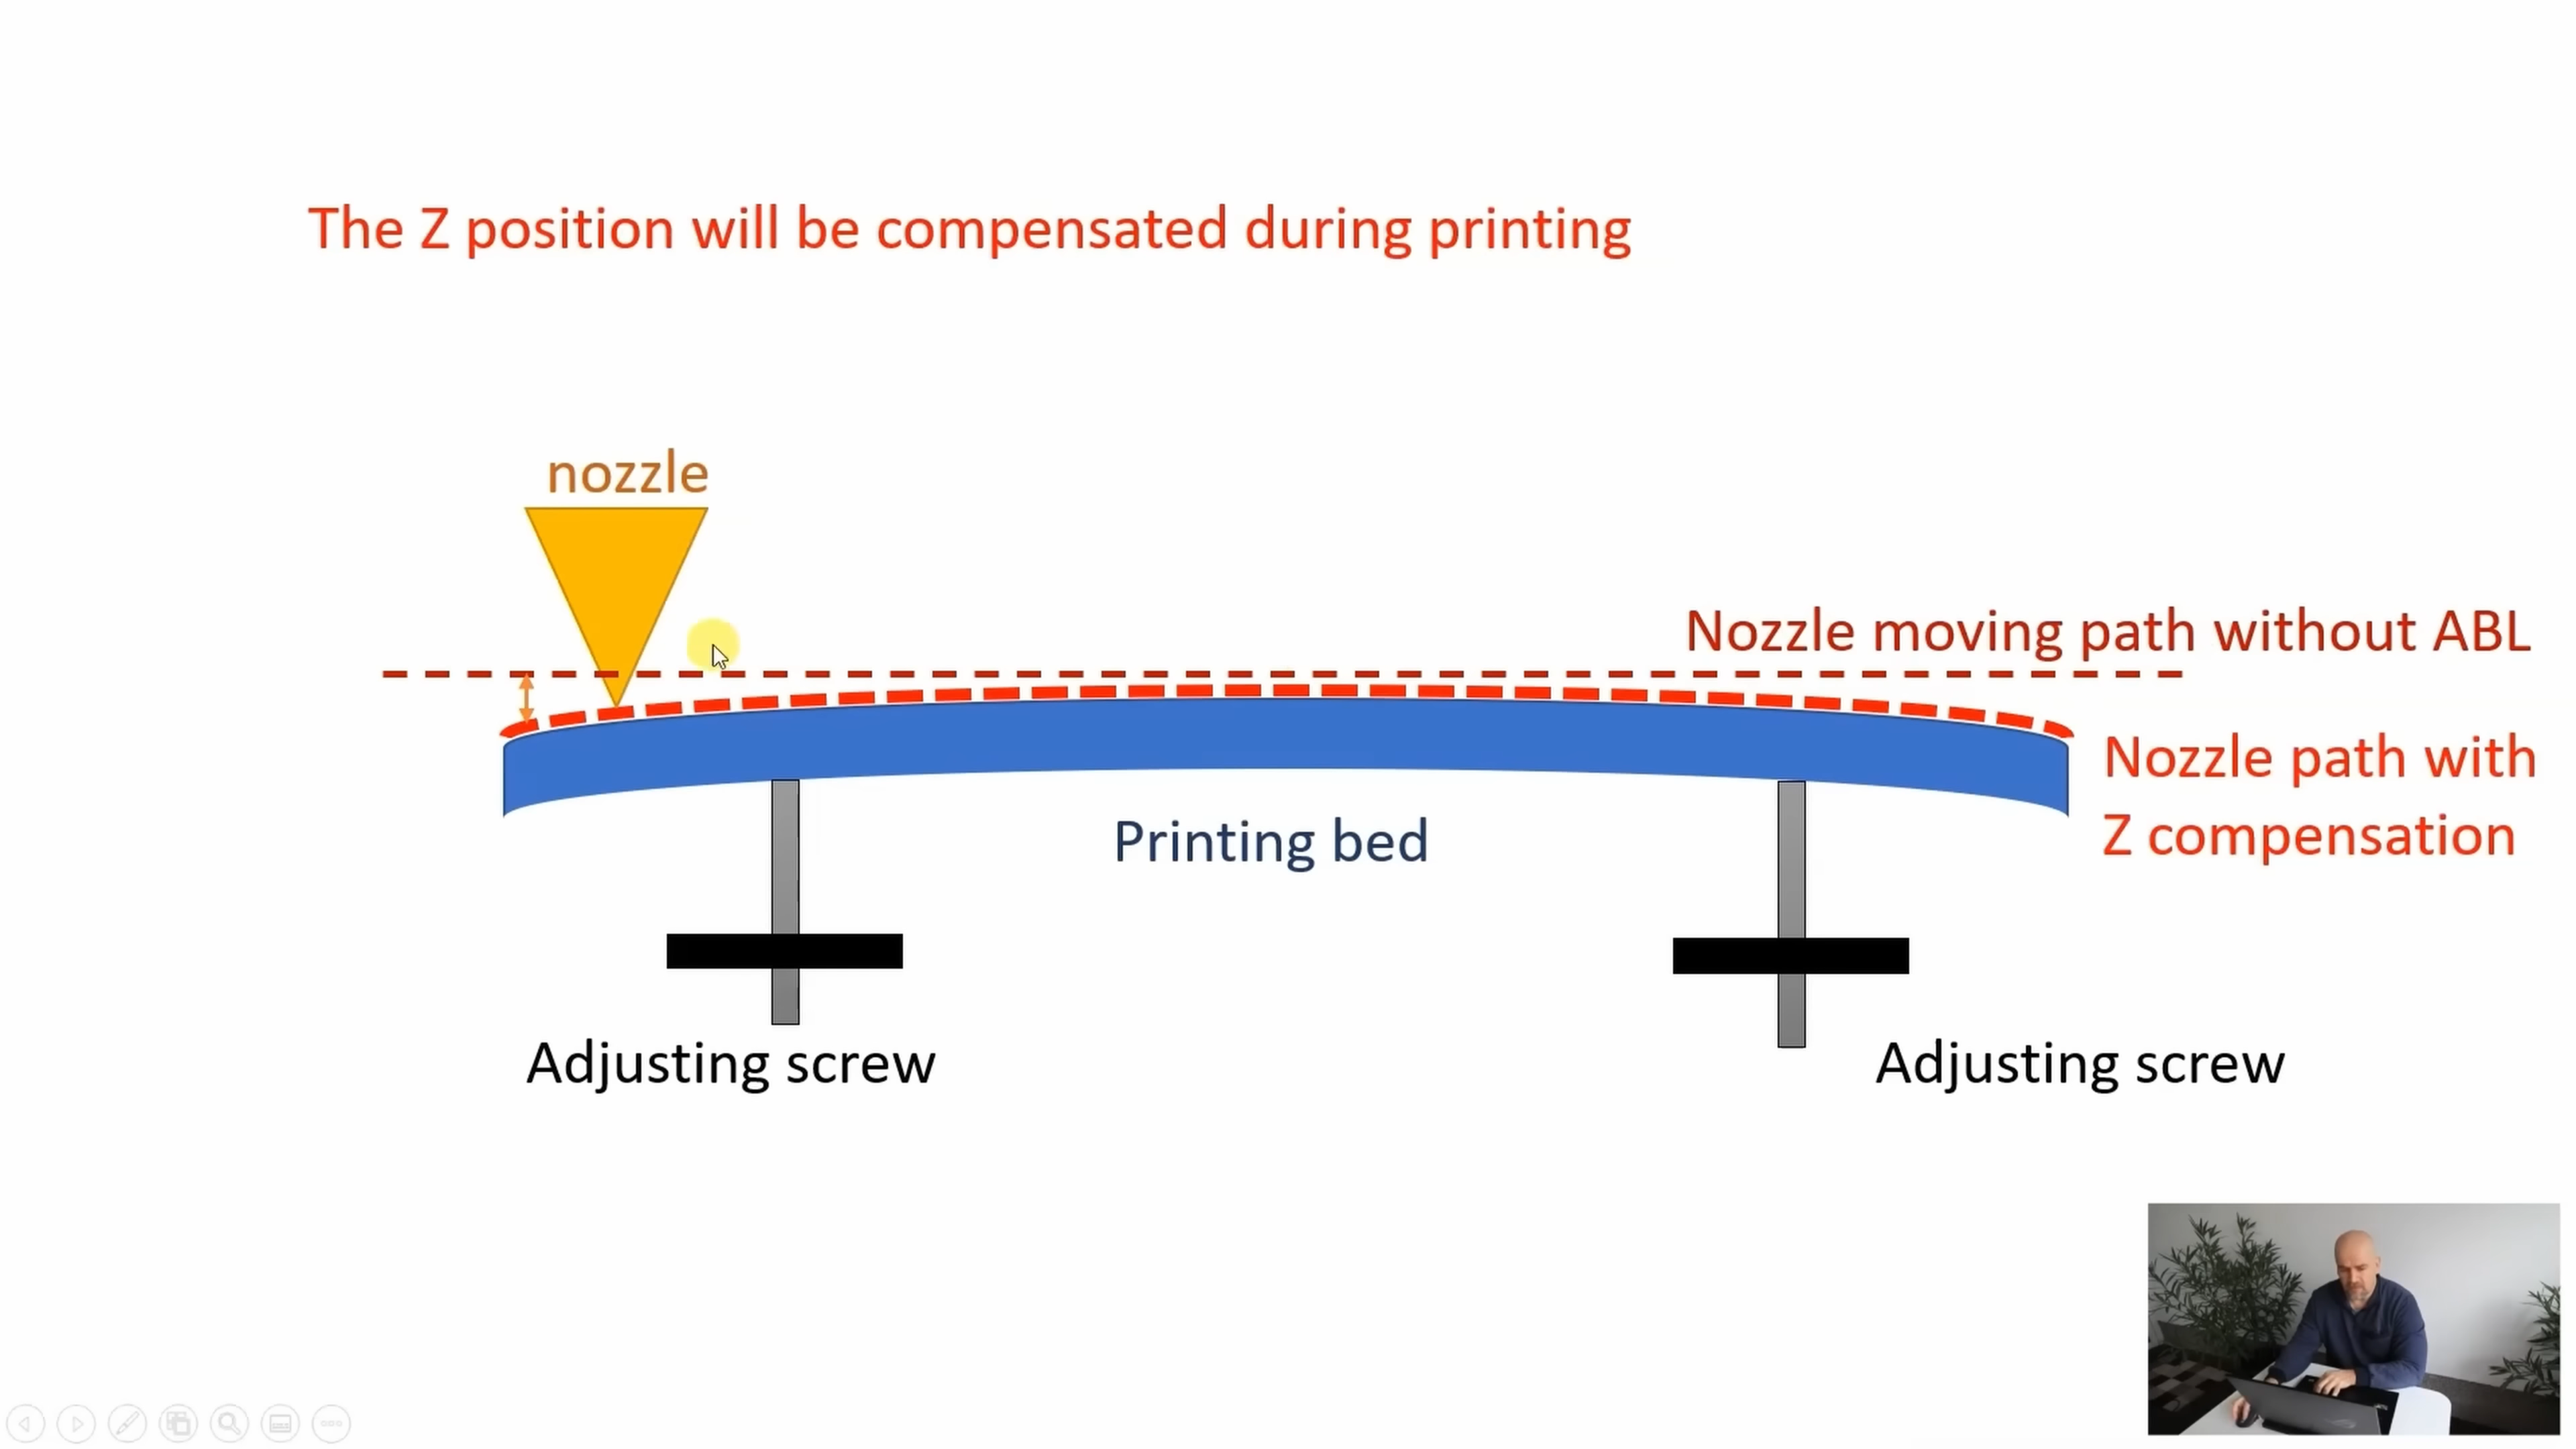 The Z position will be compensated during printing
nozzle
Nozzle moving path without ABL
Nozzle path with
Z compensation
Printing bed
Adjusting screw
Adjusting screw